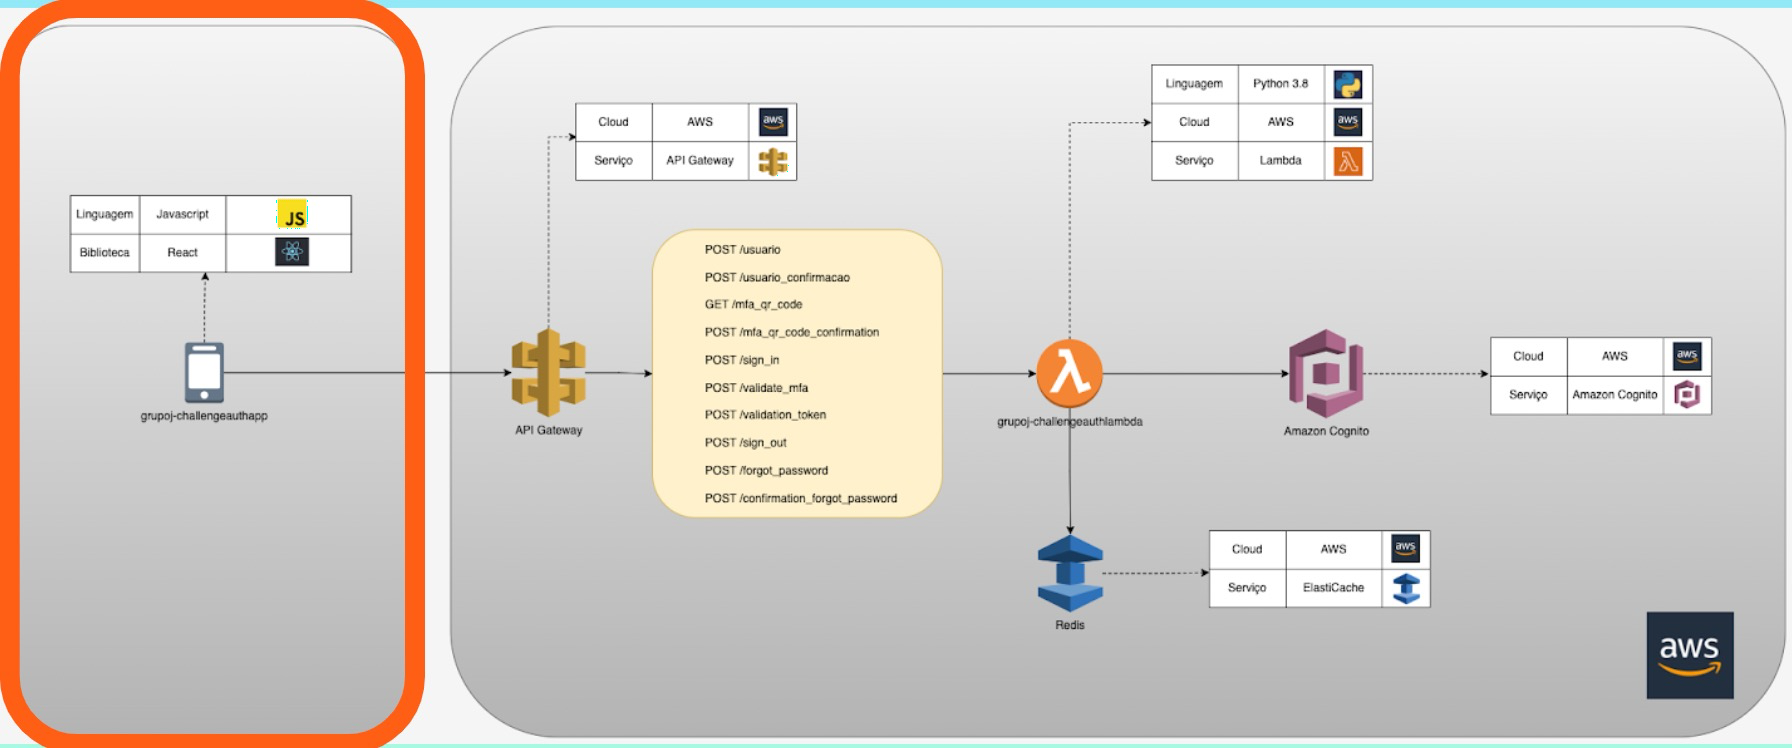 Linguagem Javascript JS
Biblioteca React
grupoj-challengeauthapp
Cloud AWS aws
Serviço API Gateway
API Gateway
POST /usuario
POST /usuario_confirmacao
GET /mfa_qr_code
POST /mfa_qr_code_confirmation
POST /sign_in
POST /validate_mfa
POST /validation_token
POST /sign_out
POST /forgot_password
POST /confirmation_forgot_password
Linguagem Python 3.8
Cloud AWS aws
Serviço Lambda
grupoj-challengeauthlambda
Amazon Cognito
Cloud AWS aws
Serviço Amazon Cognito
Redis
Cloud AWS aws
Serviço ElastiCache
aws